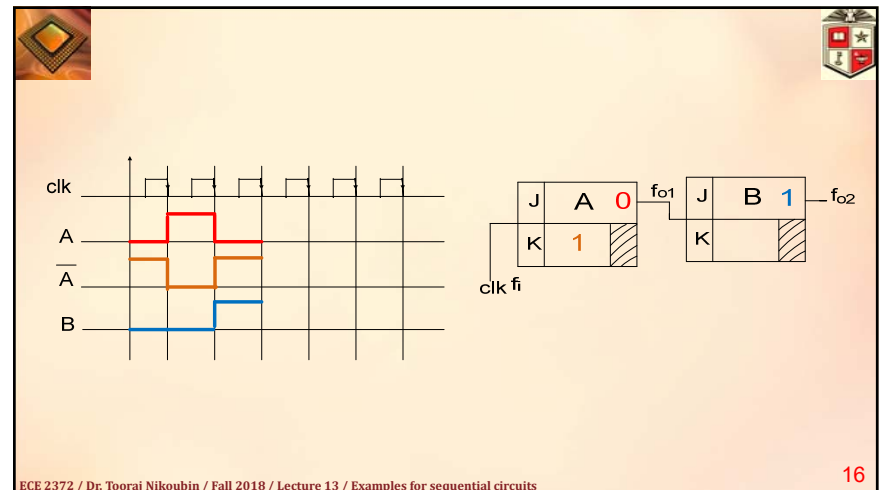 clk
A
A
B
J A 0 fo1 J B 1 fo2
K 1 K
clk fi
16
ECE 2372 / Dr. Tooraj Nikoubin / Fall 2018 / Lecture 13 / Examples for sequential circuits